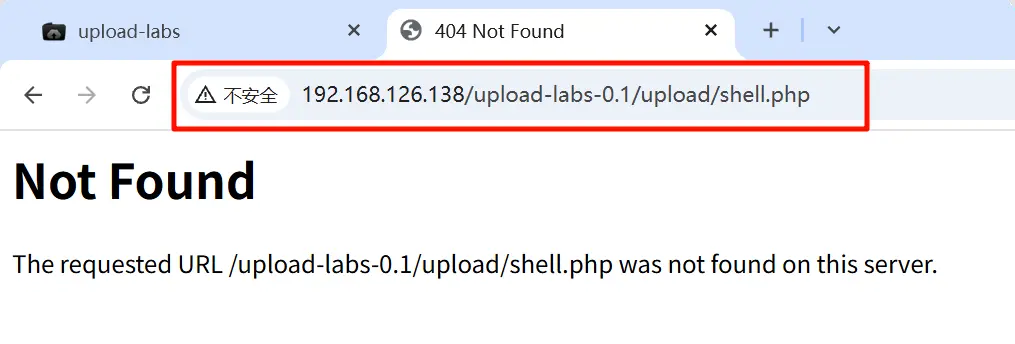 upload-labs
404 Not Found
不安全 192.168.126.138/upload-labs-0.1/upload/shell.php
Not Found
The requested URL /upload-labs-0.1/upload/shell.php was not found on this server.